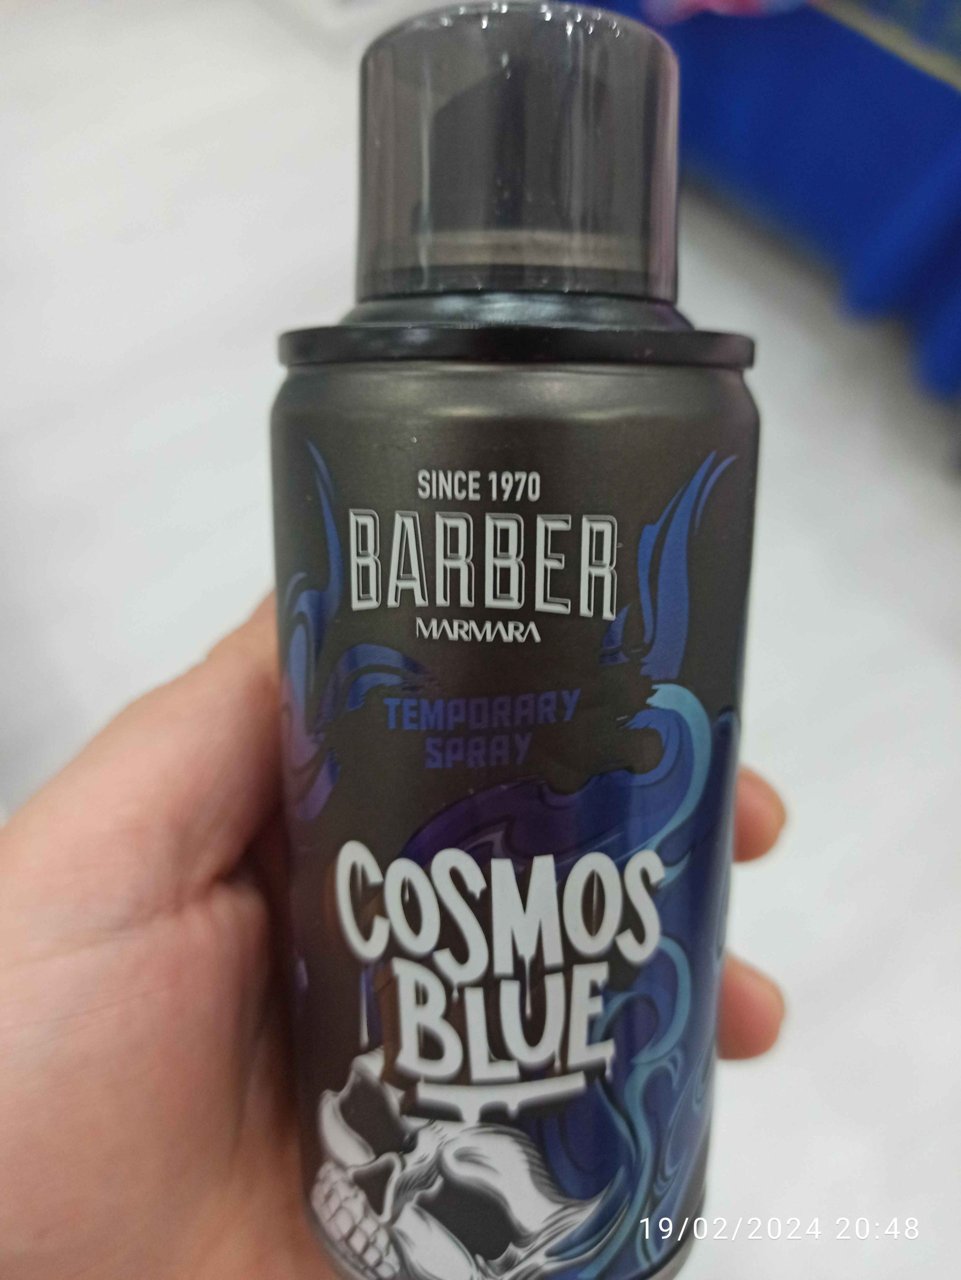 SINCE 1970
BARBER
MARMARA
TEMPORARY
SPRAY
COSMOS
BLUE
19/02/2024 20:48